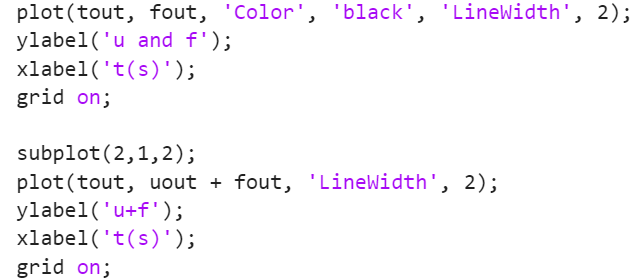 plot(tout, fout, 'Color', 'black', 'LineWidth', 2);
ylabel('u and f');
xlabel('t(s)');
grid on;
subplot(2,1,2);
plot(tout, uout + fout, 'LineWidth', 2);
ylabel('u+f');
xlabel('t(s)');
grid on;